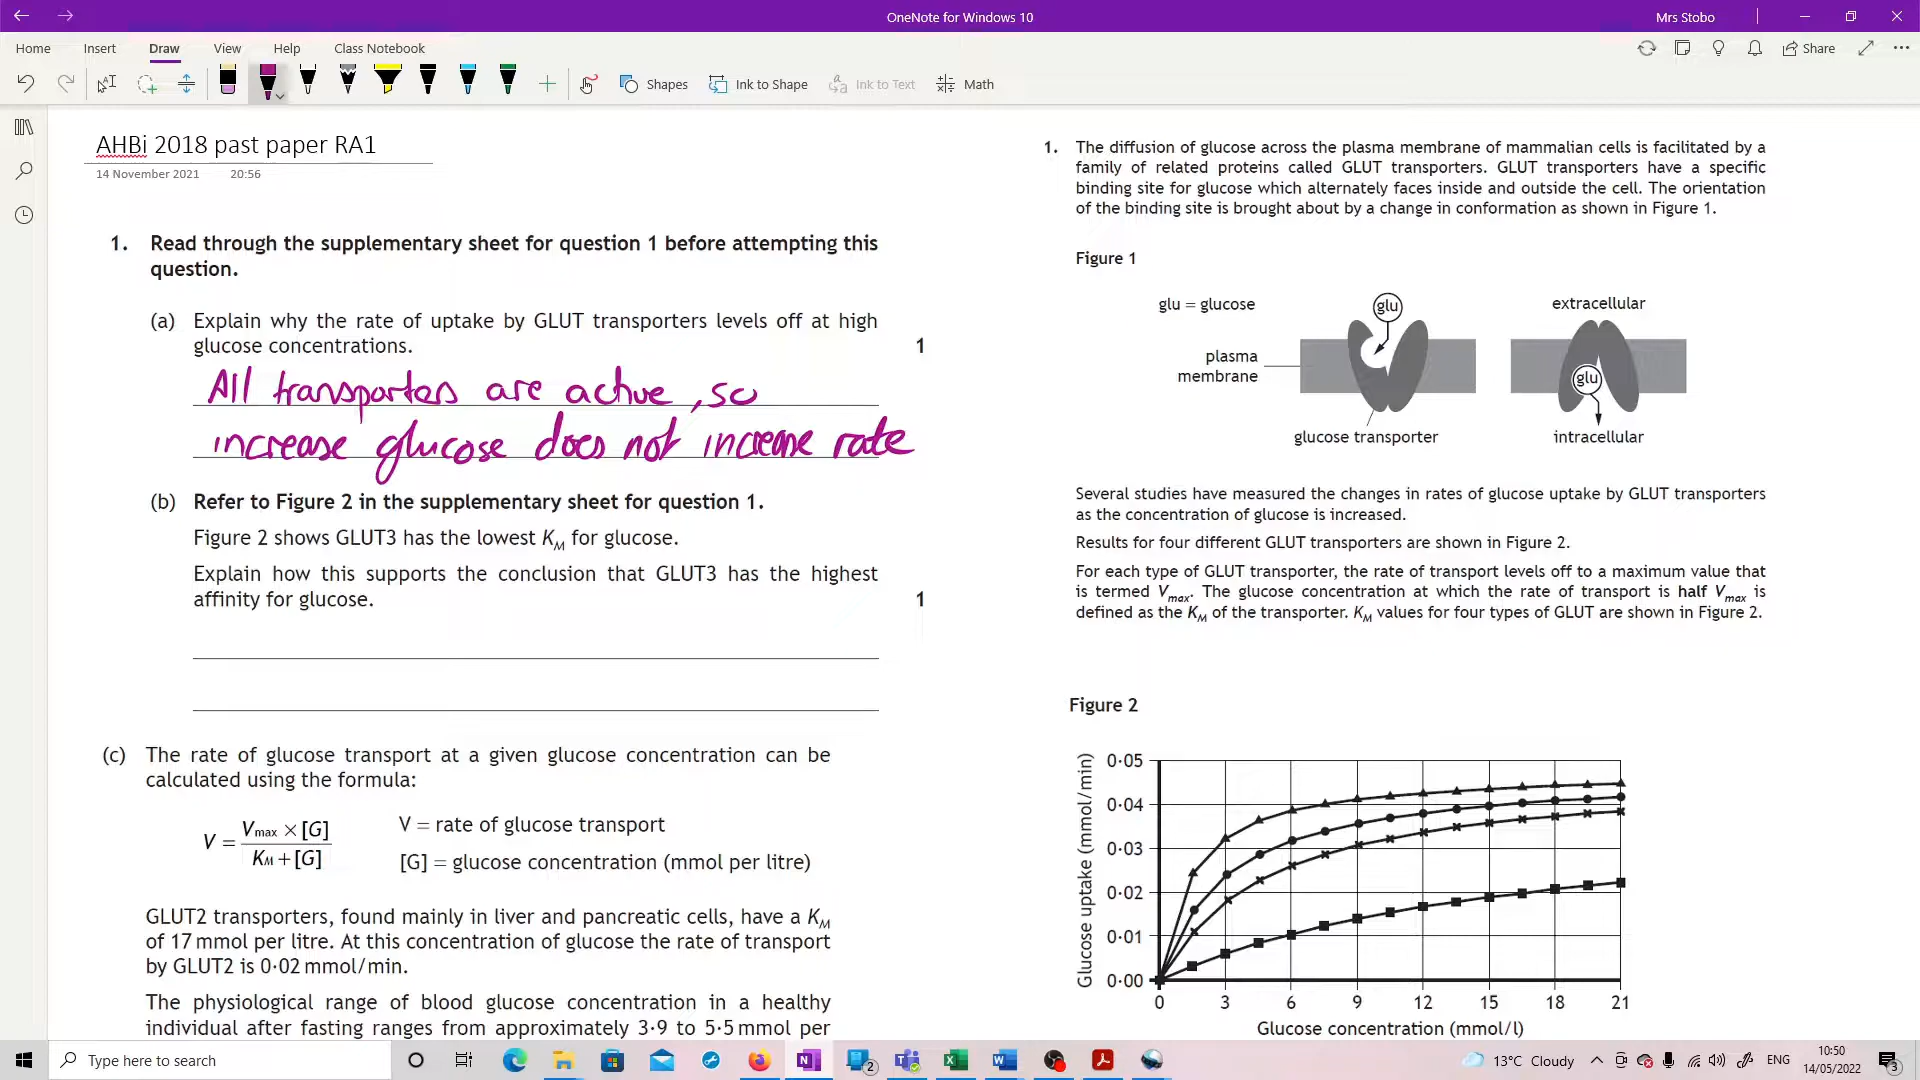 OneNote for Windows 10
Mrs Stobo
Home Insert Draw View Help Class Notebook
Share
Shapes Ink to Shape Ink to Text Math
AHBi 2018 past paper RA1
14 November 2021 20:56
1. Read through the supplementary sheet for question 1 before attempting this
question.
(a) Explain why the rate of uptake by GLUT transporters levels off at high
glucose concentrations. 1
All transporters are active, so
increase glucose does not increase rate
(b) Refer to Figure 2 in the supplementary sheet for question 1.
Figure 2 shows GLUT3 has the lowest KM for glucose.
Explain how this supports the conclusion that GLUT3 has the highest
affinity for glucose. 1
(c) The rate of glucose transport at a given glucose concentration can be
calculated using the formula:
V = Vmax × [G]
KM + [G]
V = rate of glucose transport
[G] = glucose concentration (mmol per litre)
GLUT2 transporters, found mainly in liver and pancreatic cells, have a KM
of 17 mmol per litre. At this concentration of glucose the rate of transport
by GLUT2 is 0·02 mmol/min.
The physiological range of blood glucose concentration in a healthy
individual after fasting ranges from approximately 3·9 to 5·5 mmol per
1. The diffusion of glucose across the plasma membrane of mammalian cells is facilitated by a
family of related proteins called GLUT transporters. GLUT transporters have a specific
binding site for glucose which alternately faces inside and outside the cell. The orientation
of the binding site is brought about by a change in conformation as shown in Figure 1.
Figure 1
glu = glucose
glu
extracellular
plasma
membrane
glu
glucose transporter
intracellular
Several studies have measured the changes in rates of glucose uptake by GLUT transporters
as the concentration of glucose is increased.
Results for four different GLUT transporters are shown in Figure 2.
For each type of GLUT transporter, the rate of transport levels off to a maximum value that
is termed Vmax. The glucose concentration at which the rate of transport is half Vmax is
defined as the KM of the transporter. KM values for four types of GLUT are shown in Figure 2.
Figure 2
Glucose uptake (mmol/min)
0·05
0·04
0·03
0·02
0·01
0·00
0 3 6 9 12 15 18 21
Glucose concentration (mmol/l)
Type here to search
2
13°C Cloudy
ENG
10:50
14/05/2022
3